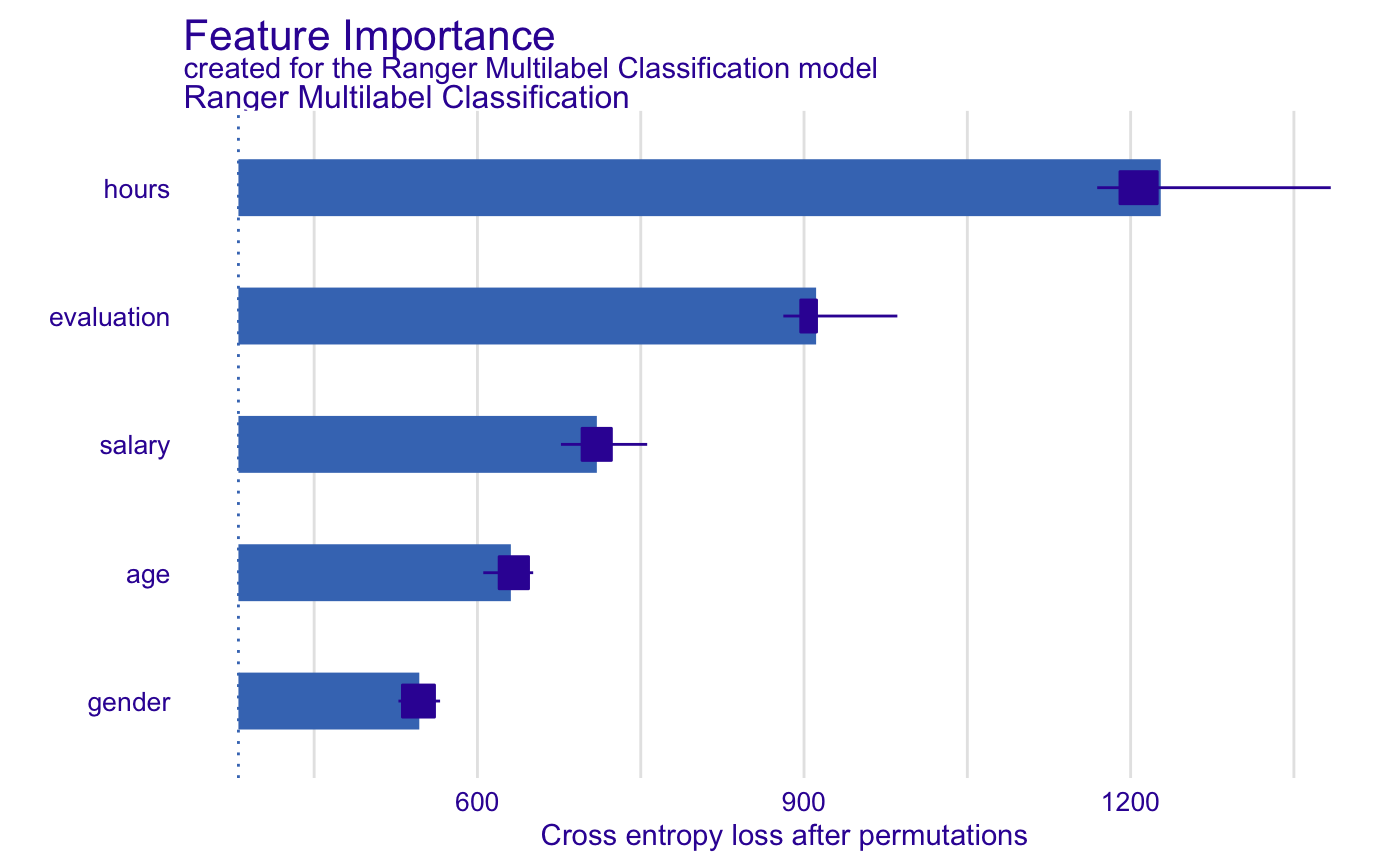 Feature Importance
created for the Ranger Multilabel Classification model
Ranger Multilabel Classification
hours
evaluation
salary
age
gender
600 900 1200
Cross entropy loss after permutations